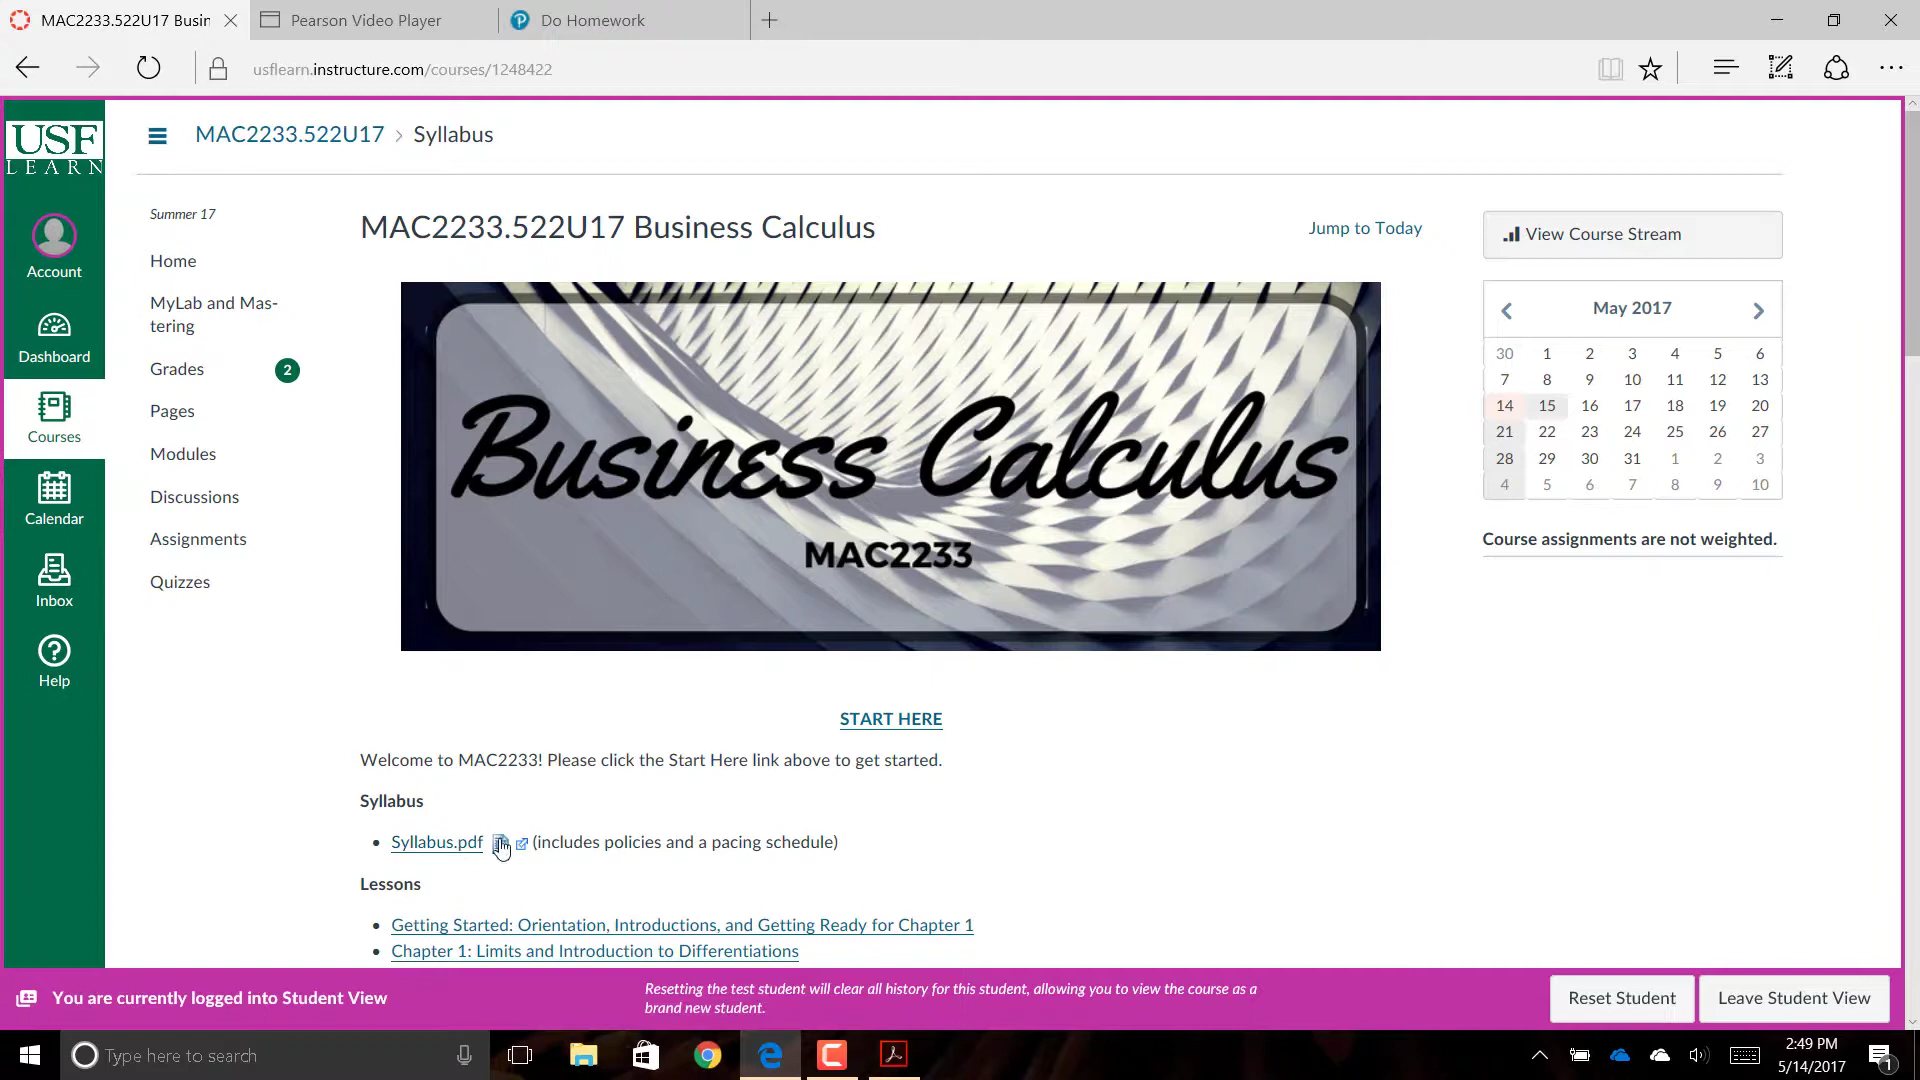 MAC2233.522U17 Busin
Pearson Video Player
Do Homework
usflearn.instructure.com/courses/1248422
USF
LEARN
Account
Dashboard
Courses
Calendar
Inbox
Help
MAC2233.522U17 > Syllabus
Summer 17
Home
MyLab and Mas-
tering
Grades 2
Pages
Modules
Discussions
Assignments
Quizzes
MAC2233.522U17 Business Calculus
Jump to Today
Business Calculus
MAC2233
START HERE
Welcome to MAC2233! Please click the Start Here link above to get started.
Syllabus
Syllabus.pdf (includes policies and a pacing schedule)
Lessons
Getting Started: Orientation, Introductions, and Getting Ready for Chapter 1
Chapter 1: Limits and Introduction to Differentiations
View Course Stream
May 2017
30 1 2 3 4 5 6
7 8 9 10 11 12 13
14 15 16 17 18 19 20
21 22 23 24 25 26 27
28 29 30 31 1 2 3
4 5 6 7 8 9 10
Course assignments are not weighted.
You are currently logged into Student View
Resetting the test student will clear all history for this student, allowing you to view the course as a
brand new student.
Reset Student
Leave Student View
Type here to search
2:49 PM
5/14/2017
1